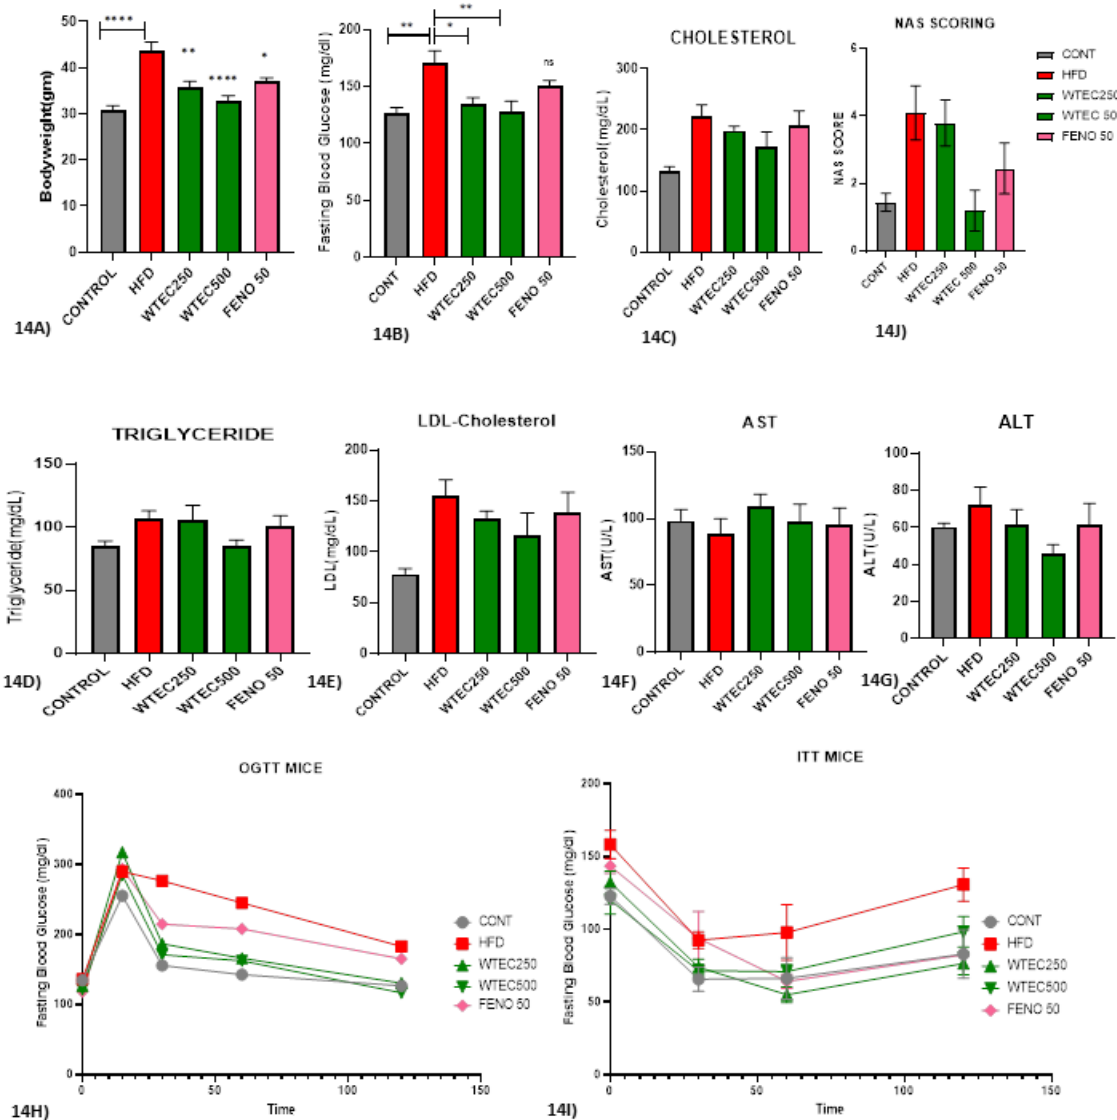 ****
**
****
*
Bodyweight(gm)
50
40
30
20
10
0
CONTROL
HFD
WTEC250
WTEC500
FENO 50
14A)
**
**
*
ns
Fasting Blood Glucose (mg/dl)
200
150
100
50
0
CONT
HFD
WTEC250
WTEC500
FENO 50
14B)
CHOLESTEROL
Cholesterol(mg/dL)
300
200
100
0
CONTROL
HFD
WTEC250
WTEC500
FENO 50
14C)
NAS SCORING
NAS SCORE
6
4
2
0
CONT
HFD
WTEC250
WTEC 500
FENO 50
14J)
CONT
HFD
WTEC250
WTEC 50
FENO 50
TRIGLYCERIDE
Triglyceride(mg/dL)
150
100
50
0
CONTROL
HFD
WTEC250
WTEC500
FENO 50
14D)
LDL-Cholesterol
LDL(mg/dL)
200
150
100
50
0
CONTROL
HFD
WTEC250
WTEC500
FENO 50
14E)
AST
AST(U/L)
150
100
50
0
CONTROL
HFD
WTEC250
WTEC500
FENO 50
14F)
ALT
ALT(U/L)
100
80
60
40
20
0
CONTROL
HFD
WTEC250
WTEC500
FENO 50
14G)
OGTT MICE
Fasting Blood Glucose (mg/dl)
400
300
200
100
0
0
50
100
150
Time
CONT
HFD
WTEC250
WTEC500
FENO 50
14H)
ITT MICE
Fasting Blood Glucose (mg/dl)
200
150
100
50
0
0
50
100
150
Time
CONT
HFD
WTEC250
WTEC500
FENO 50
14I)